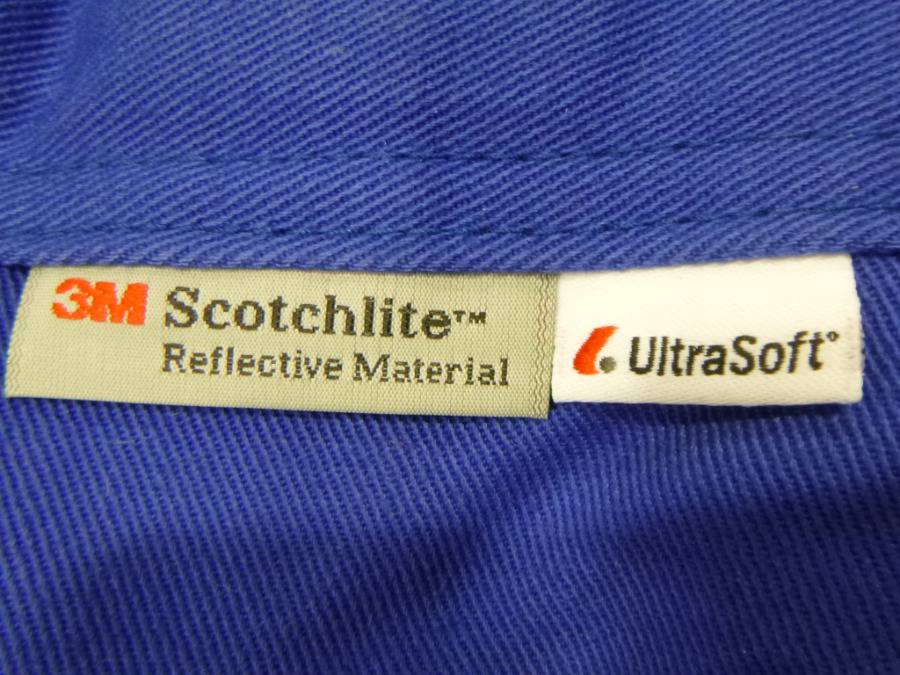 3M Scotchlite™
Reflective Material
UltraSoft®